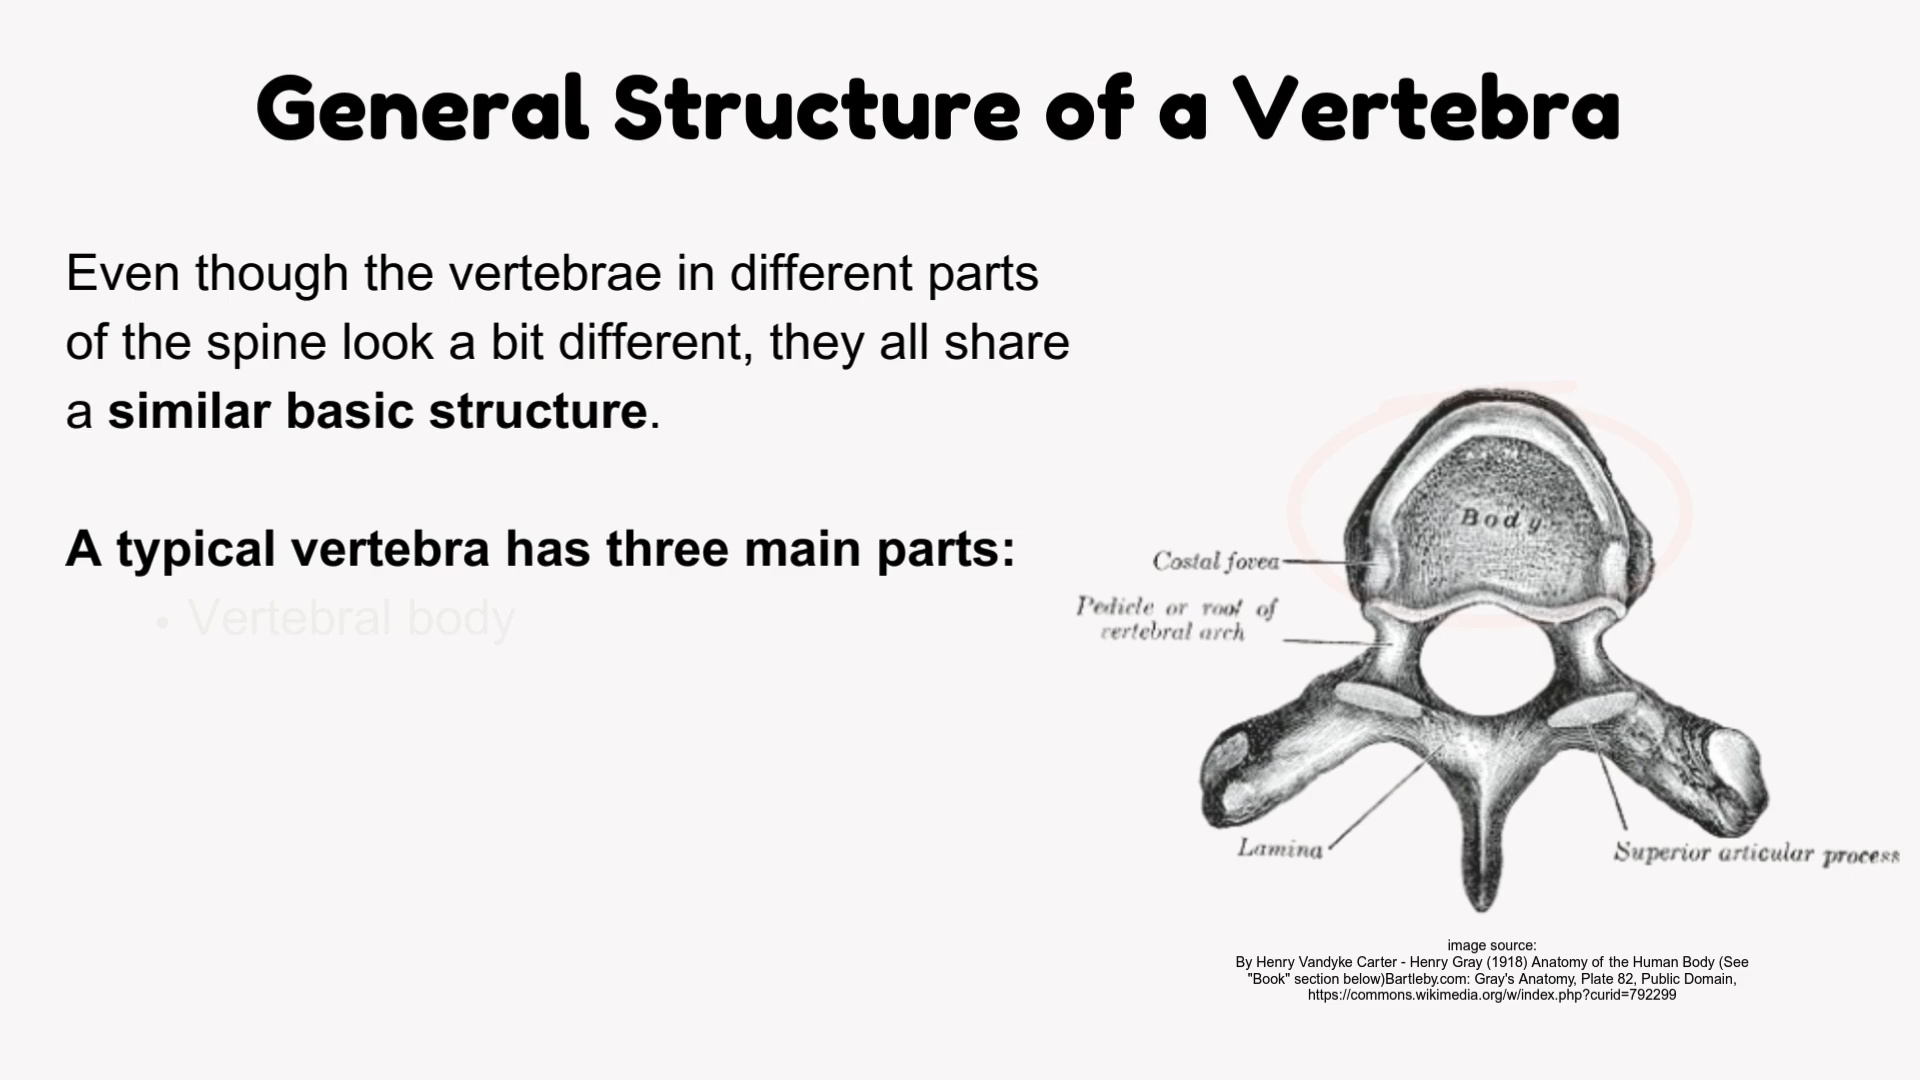 General Structure of a Vertebra
Even though the vertebrae in different parts
of the spine look a bit different, they all share
a similar basic structure.
A typical vertebra has three main parts:
• Vertebral body
Body
Costal fovea
Pedicle or root of
vertebral arch
Lamina
Superior articular process
image source:
By Henry Vandyke Carter - Henry Gray (1918) Anatomy of the Human Body (See
"Book" section below)Bartleby.com: Gray's Anatomy, Plate 82, Public Domain,
https://commons.wikimedia.org/w/index.php?curid=792299